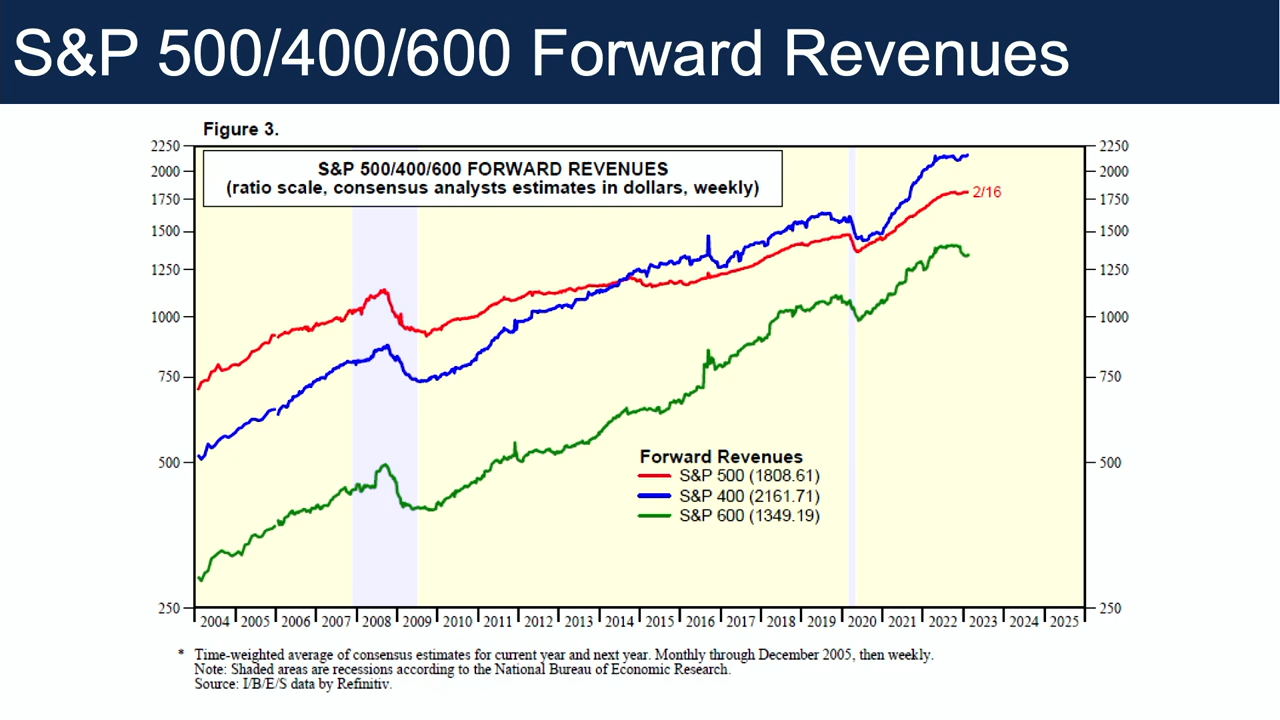 S&P 500/400/600 Forward Revenues
Figure 3.
S&P 500/400/600 FORWARD REVENUES
(ratio scale, consensus analysts estimates in dollars, weekly)
2250
2000
1750
1500
1250
1000
750
500
250
2250
2000
1750
1500
1250
1000
750
500
250
2/16
Forward Revenues
S&P 500 (1808.61)
S&P 400 (2161.71)
S&P 600 (1349.19)
2004 2005 2006 2007 2008 2009 2010 2011 2012 2013 2014 2015 2016 2017 2018 2019 2020 2021 2022 2023 2024 2025
* Time-weighted average of consensus estimates for current year and next year. Monthly through December 2005, then weekly.
Note: Shaded areas are recessions according to the National Bureau of Economic Research.
Source: I/B/E/S data by Refinitiv.